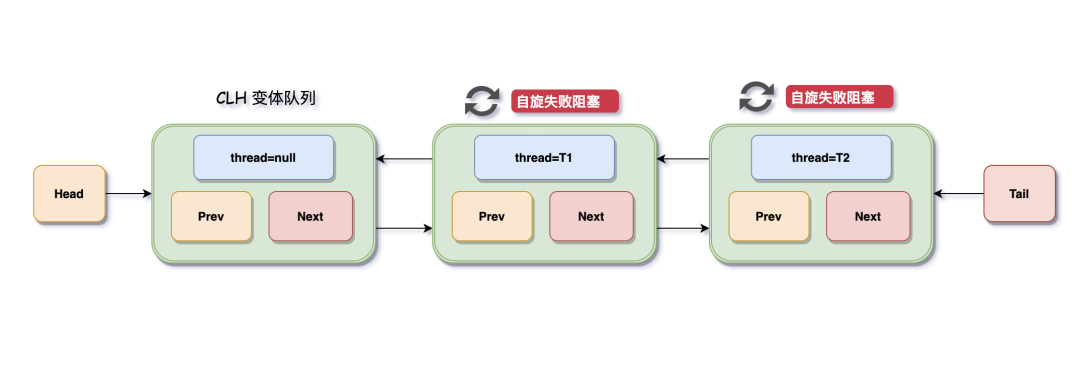 CLH 变体队列
自旋失败阻塞
自旋失败阻塞
Head
thread=null
Prev
Next
thread=T1
Prev
Next
thread=T2
Prev
Next
Tail